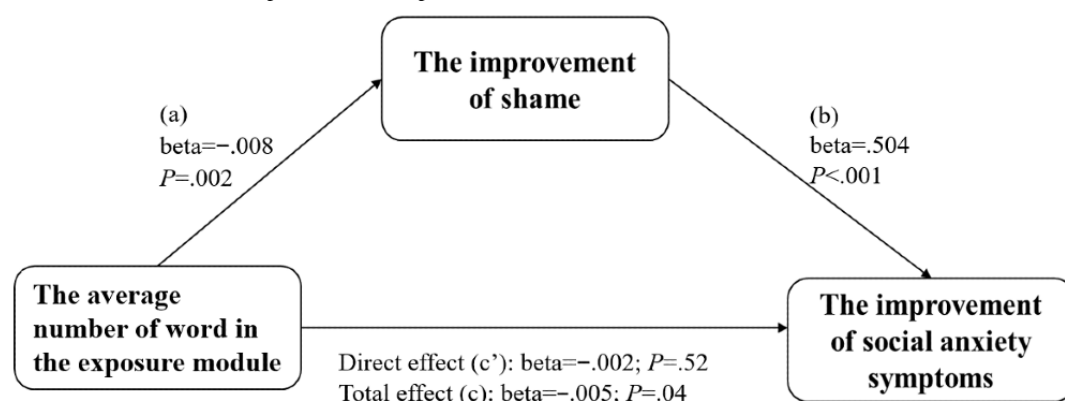 The improvement
of shame
(a)
beta=−.008
P=.002
(b)
beta=.504
P<.001
The average
number of word in
the exposure module
The improvement
of social anxiety
symptoms
Direct effect (c’): beta=−.002; P=.52
Total effect (c): beta=−.005; P=.04